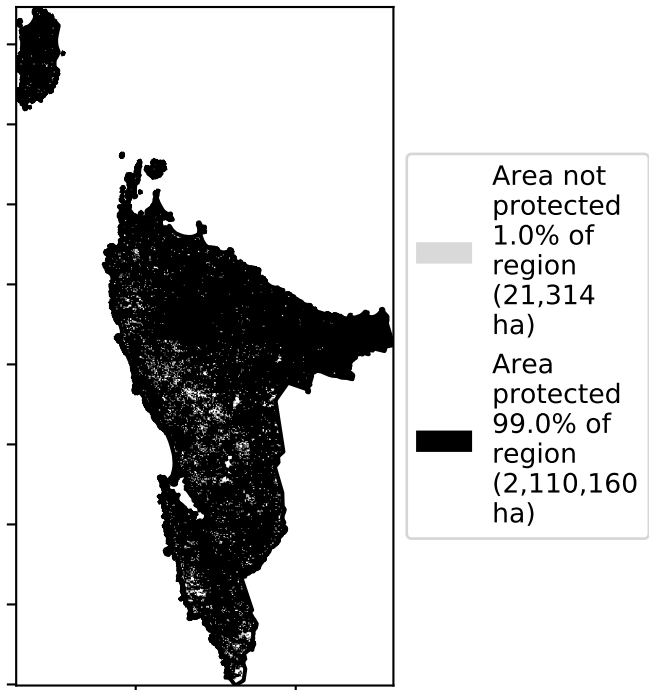 Area not
protected
1.0% of
region
(21,314
ha)
Area
protected
99.0% of
region
(2,110,160
ha)